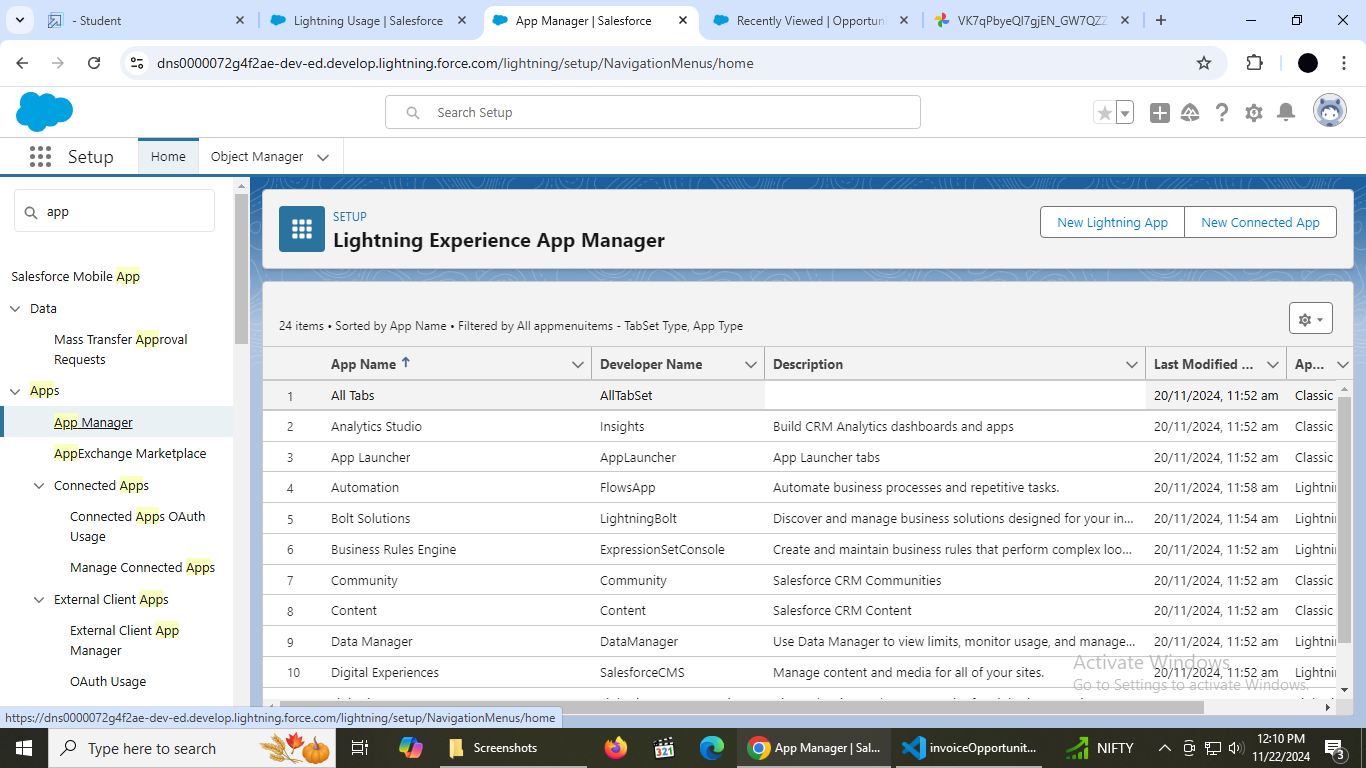 - Student
Lightning Usage | Salesforce
App Manager | Salesforce
Recently Viewed | Opportuni
VK7qPbyeQI7gjEN_GW7QZZ
dns0000072g4f2ae-dev-ed.develop.lightning.force.com/lightning/setup/NavigationMenus/home
Search Setup
Setup
Home
Object Manager
app
Salesforce Mobile App
Data
Mass Transfer Approval
Requests
Apps
App Manager
AppExchange Marketplace
Connected Apps
Connected Apps OAuth
Usage
Manage Connected Apps
External Client Apps
External Client App
Manager
OAuth Usage
SETUP
Lightning Experience App Manager
New Lightning App
New Connected App
24 items • Sorted by App Name • Filtered by All appmenuitems - TabSet Type, App Type
App Name Developer Name Description Last Modified ... Ap...
1 All Tabs AllTabSet 20/11/2024, 11:52 am Classic
2 Analytics Studio Insights Build CRM Analytics dashboards and apps 20/11/2024, 11:52 am Classic
3 App Launcher AppLauncher App Launcher tabs 20/11/2024, 11:52 am Classic
4 Automation FlowsApp Automate business processes and repetitive tasks. 20/11/2024, 11:58 am Lightni
5 Bolt Solutions LightningBolt Discover and manage business solutions designed for your in... 20/11/2024, 11:54 am Lightni
6 Business Rules Engine ExpressionSetConsole Create and maintain business rules that perform complex loo... 20/11/2024, 11:52 am Lightni
7 Community Community Salesforce CRM Communities 20/11/2024, 11:52 am Classic
8 Content Content Salesforce CRM Content 20/11/2024, 11:52 am Classic
9 Data Manager DataManager Use Data Manager to view limits, monitor usage, and manage... 20/11/2024, 11:52 am Lightni
10 Digital Experiences SalesforceCMS Manage content and media for all of your sites. 20/11/2024, 11:52 am Lightni
Activate Windows
Go to Settings to activate Windows.
https://dns0000072g4f2ae-dev-ed.develop.lightning.force.com/lightning/setup/NavigationMenus/home
Type here to search
Screenshots
321
App Manager | Sal...
invoiceOpportunit...
NIFTY
12:10 PM
11/22/2024
3